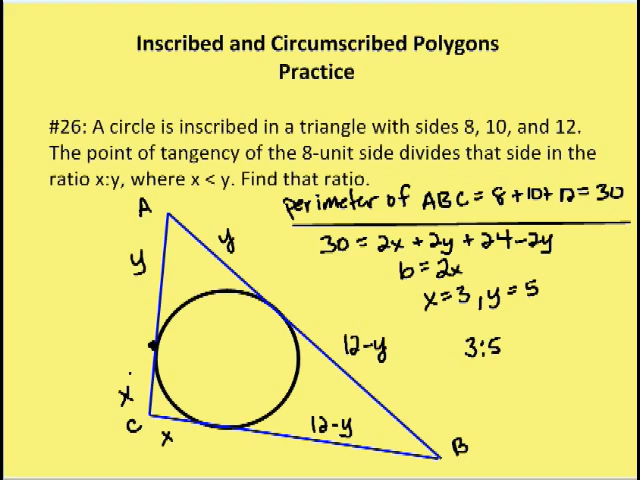 Inscribed and Circumscribed Polygons
Practice
#26: A circle is inscribed in a triangle with sides 8, 10, and 12.
The point of tangency of the 8-unit side divides that side in the
ratio x:y, where x < y. Find that ratio.
perimeter of ABC = 8+10+12=30
A
30 = 2x + 2y + 24-2y
y
y
6=2x
x=3, y=5
12-y
3:5
x
C
x
12-y
B